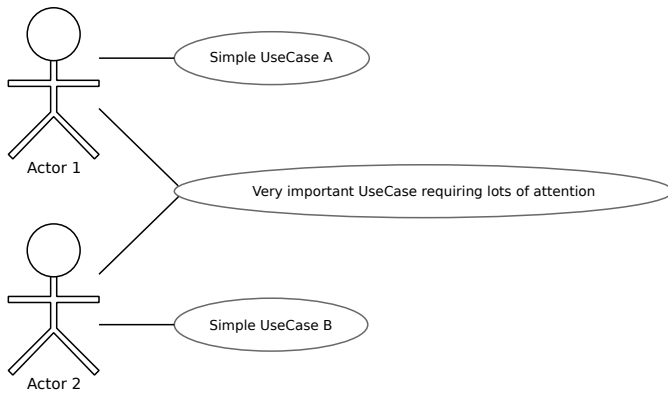 Simple UseCase A
Actor 1
Very important UseCase requiring lots of attention
Simple UseCase B
Actor 2